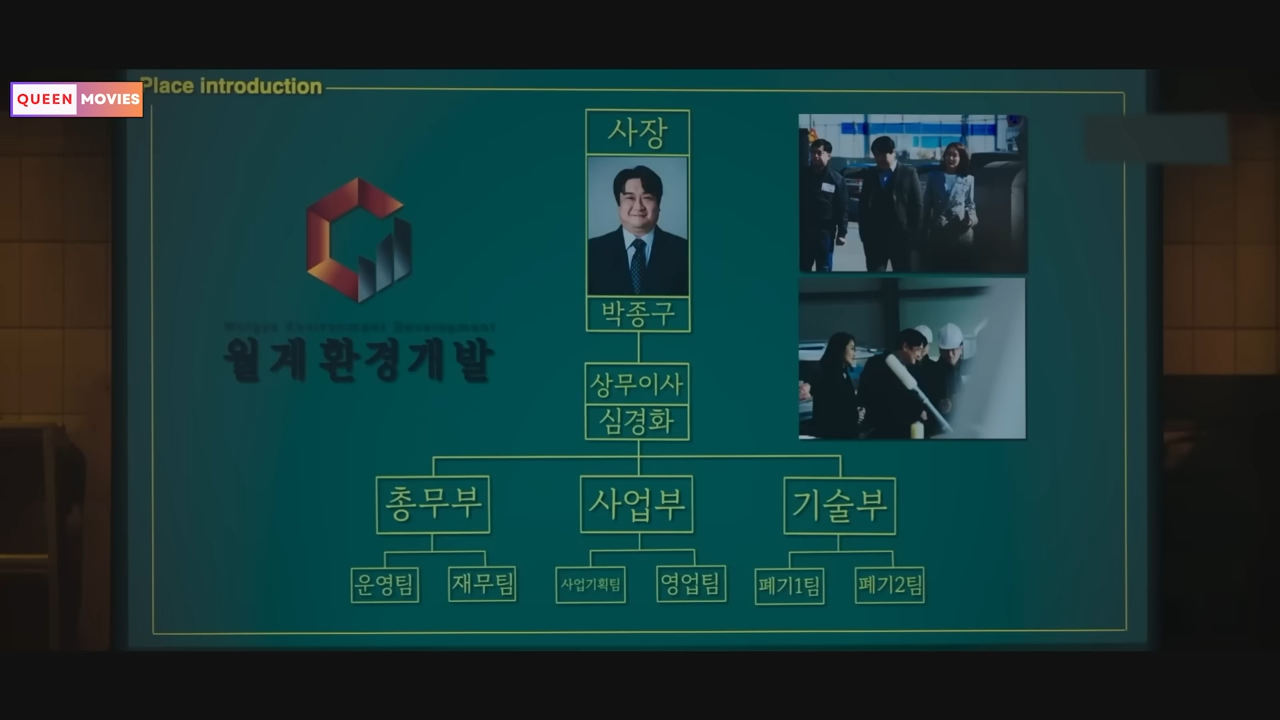 Place introduction
QUEEN MOVIES
사장
박종구
상무이사
심경화
Environment Development
월계환경개발
총무부
사업부
기술부
운영팀
재무팀
사업기획팀
영업팀
폐기1팀
폐기2팀